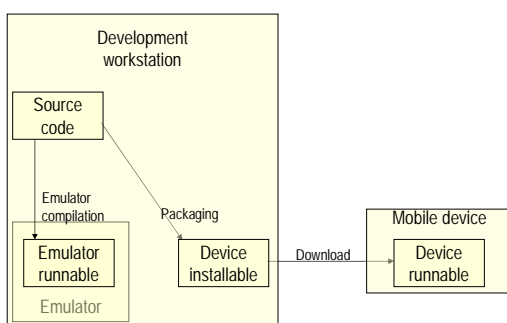 Development
workstation
Source
code
Emulator
compilation
Packaging
Mobile device
Emulator
runnable
Device
installable
Download
Device
runnable
Emulator